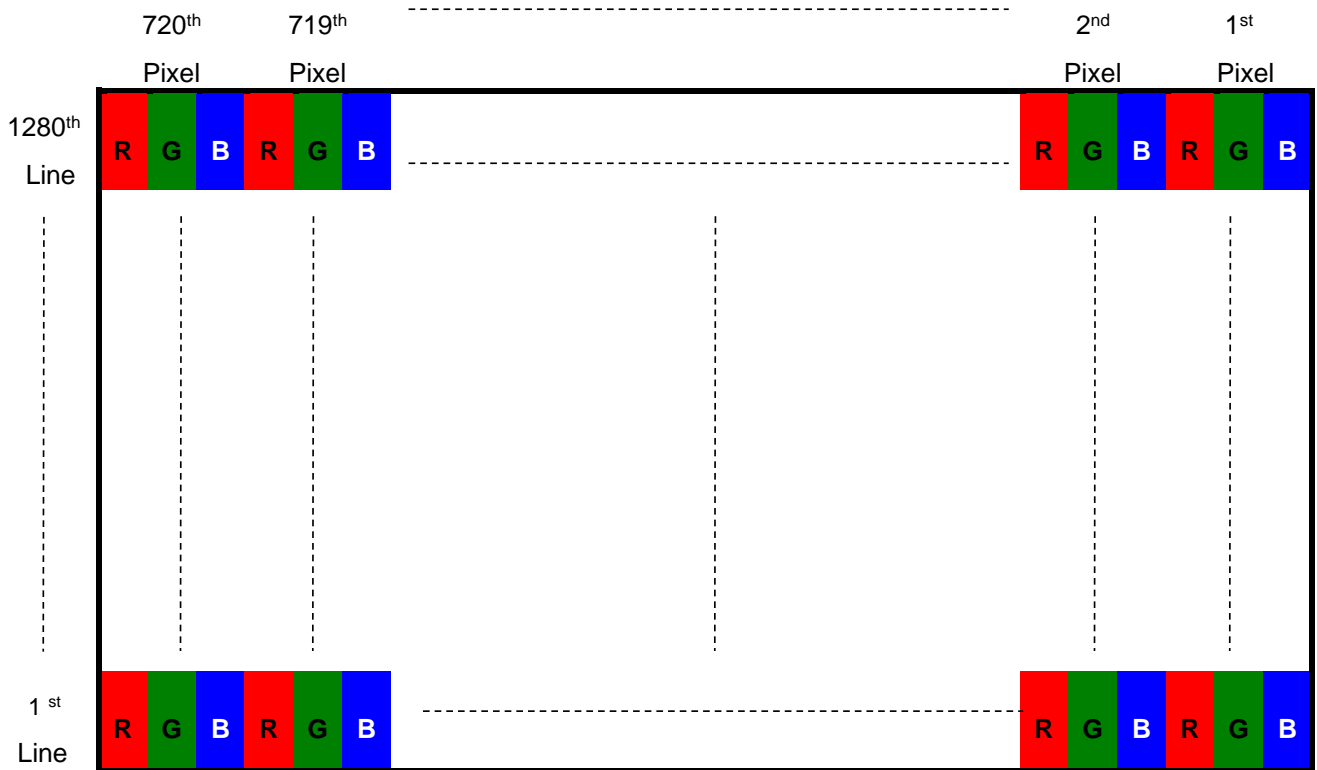 720th 719th 2nd 1st
Pixel Pixel Pixel Pixel
1280th
Line
R G B R G B R G B R G B
1 st
Line
R G B R G B R G B R G B